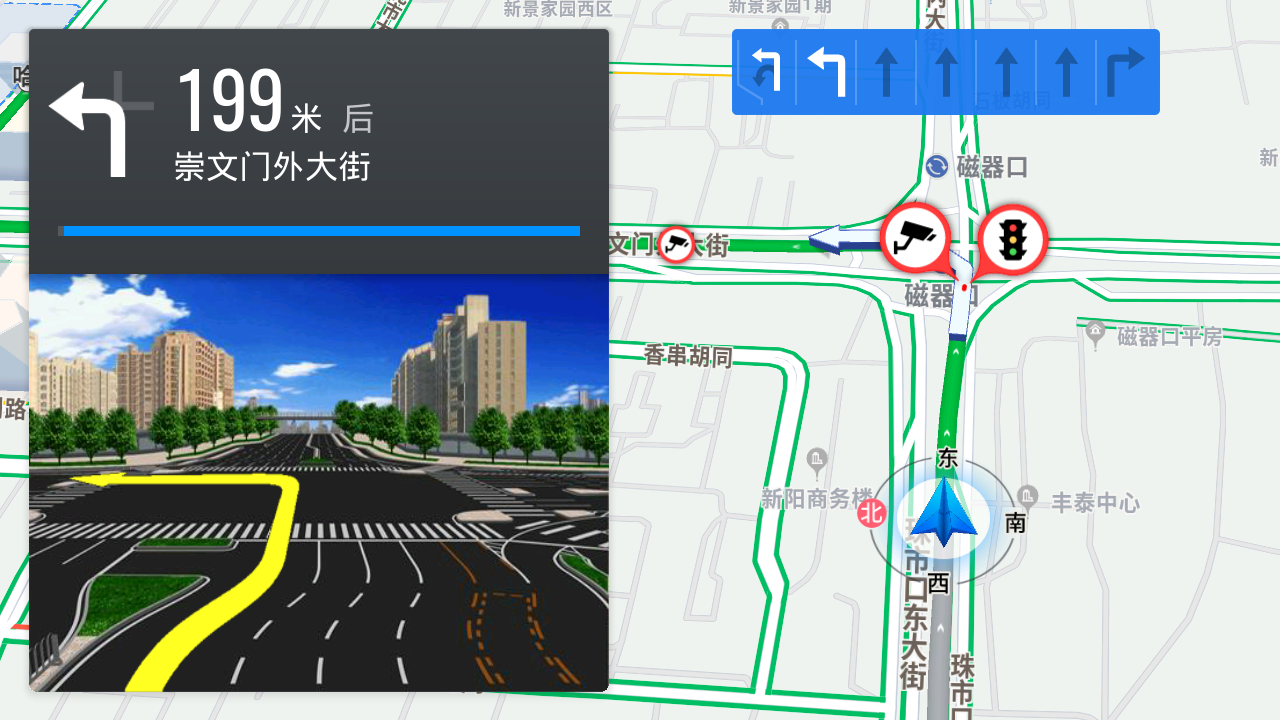 199米 后
崇文门外大街
新景家园西区
新景家园1期
磁器口
文门
大街
磁器口
磁器口平房
香串胡同
新阳商务楼
丰泰中心
东
南
西
北
珠市口东大街
珠市口
新
路